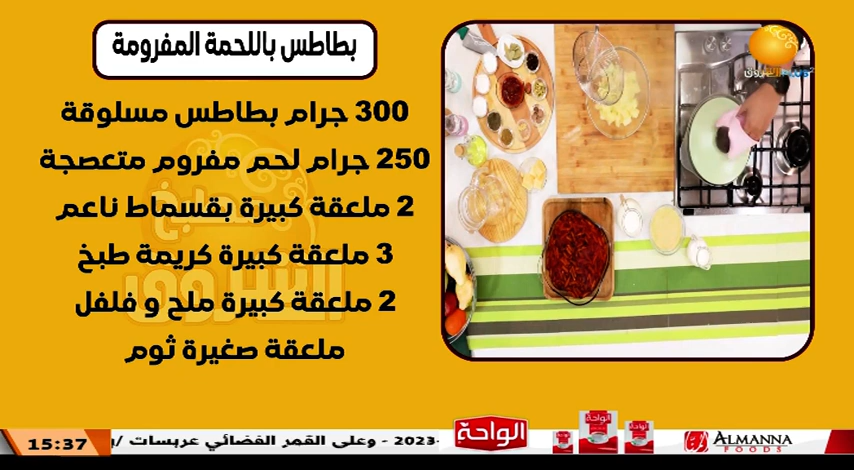 بطاطس باللحمة المفرومة
300 جرام بطاطس مسلوقة
250 جرام لحم مفروم متعصجة
2 ملعقة كبيرة بقسماط ناعم
3 ملعقة كبيرة كريمة طبخ
2 ملعقة كبيرة ملح و فلفل
ملعقة صغيرة ثوم
مطبخ
الشروق
الواحة
ALMANNA
FOODS
2023- - وعلى القمر الفضائي عربسات /ب
15:37